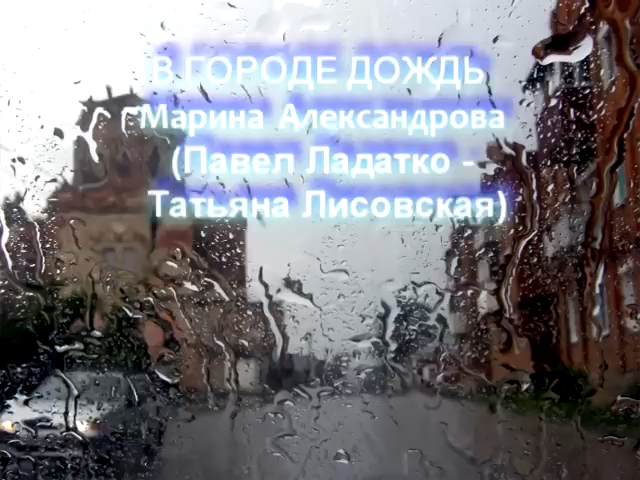 В ГОРОДЕ ДОЖДЬ
Марина Александрова
(Павел Ладатко -
Татьяна Лисовская)